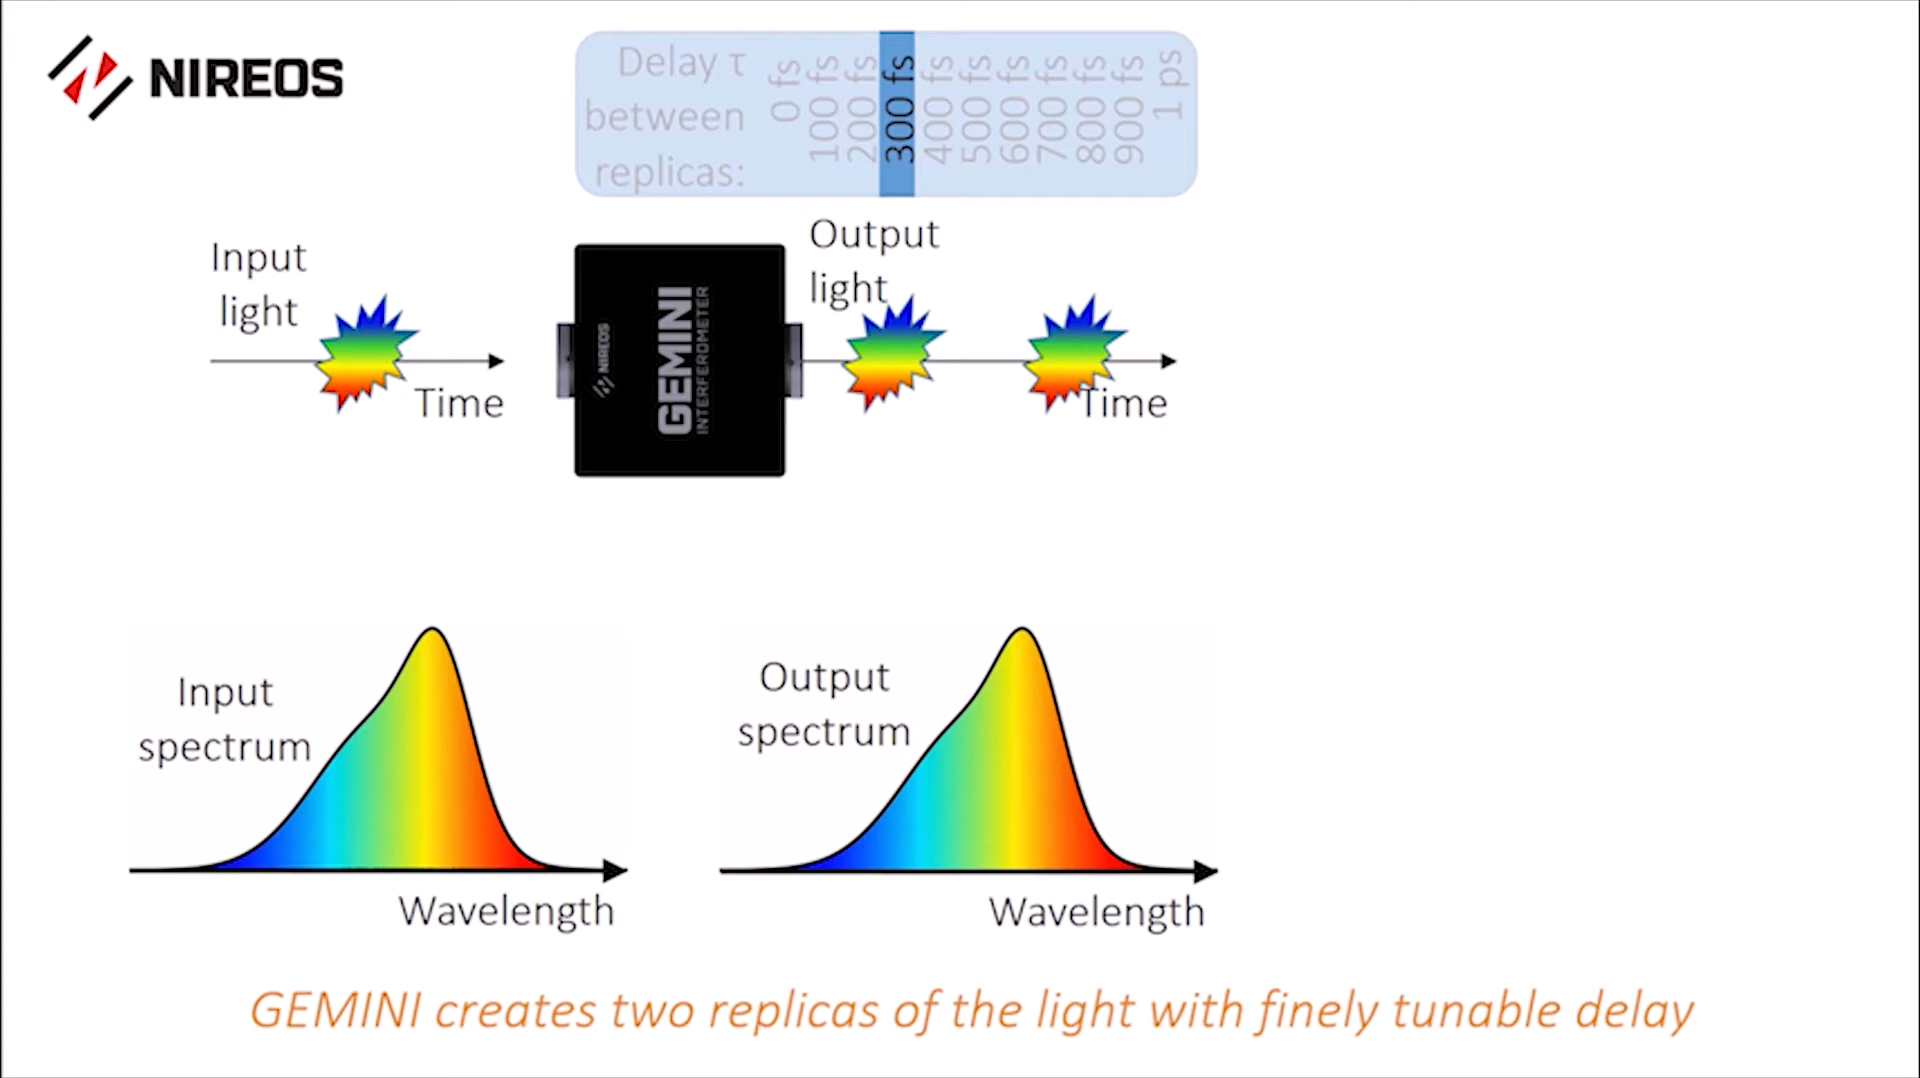 NIREOS
Delay τ
between
replicas:
0 fs
100 fs
200 fs
300 fs
400 fs
500 fs
600 fs
700 fs
800 fs
900 fs
1 ps
Input
light
Time
NIREOS
GEMINI
INTERFEROMETER
Output
light
Time
Input
spectrum
Wavelength
Output
spectrum
Wavelength
GEMINI creates two replicas of the light with finely tunable delay